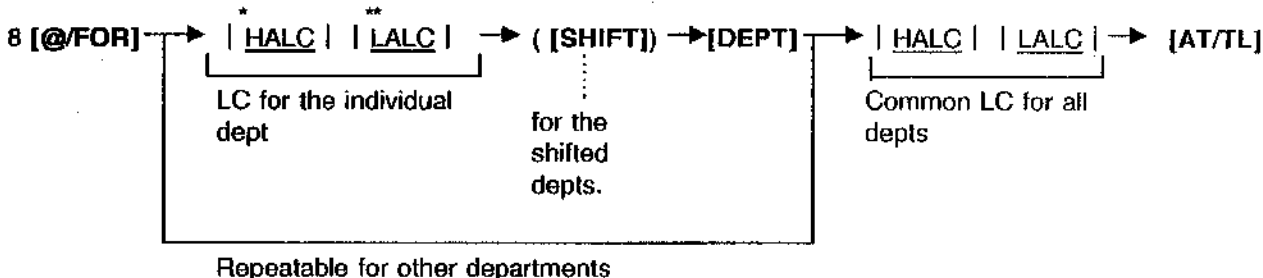 * **
8 [@/FOR] | HALC | | LALC | ( [SHIFT]) [DEPT] | HALC | | LALC | [AT/TL]
LC for the individual
dept
for the
shifted
depts.
Common LC for all
depts
Repeatable for other departments